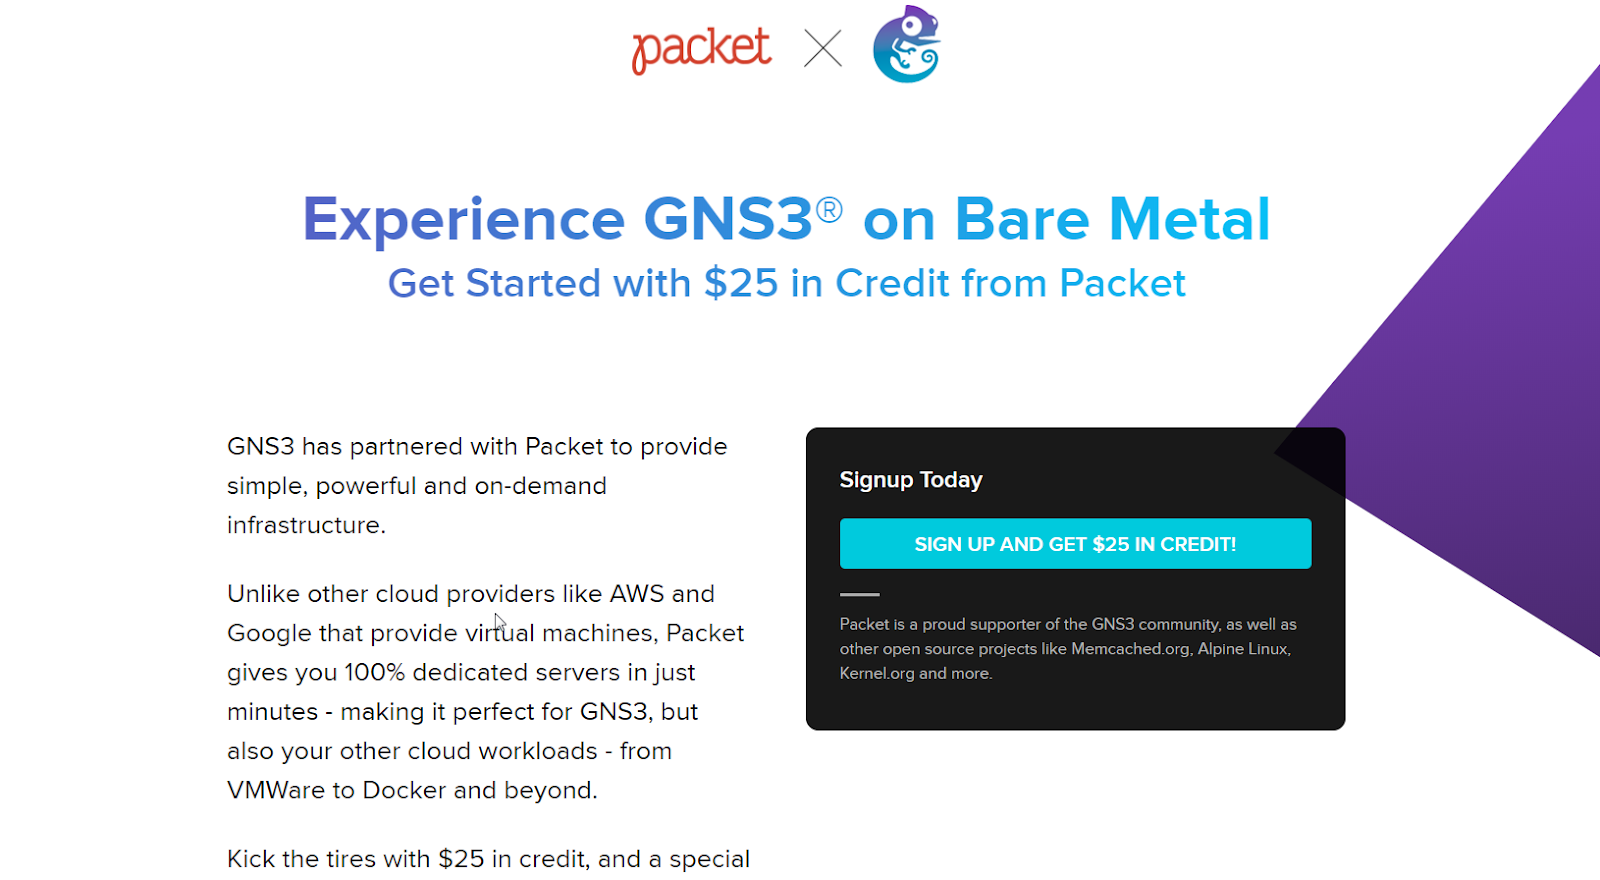 packet
Experience GNS3® on Bare Metal
Get Started with $25 in Credit from Packet
GNS3 has partnered with Packet to provide
simple, powerful and on-demand
infrastructure.
Unlike other cloud providers like AWS and
Google that provide virtual machines, Packet
gives you 100% dedicated servers in just
minutes - making it perfect for GNS3, but
also your other cloud workloads - from
VMWare to Docker and beyond.
Kick the tires with $25 in credit, and a special
Signup Today
SIGN UP AND GET $25 IN CREDIT!
Packet is a proud supporter of the GNS3 community, as well as
other open source projects like Memcached.org, Alpine Linux,
Kernel.org and more.